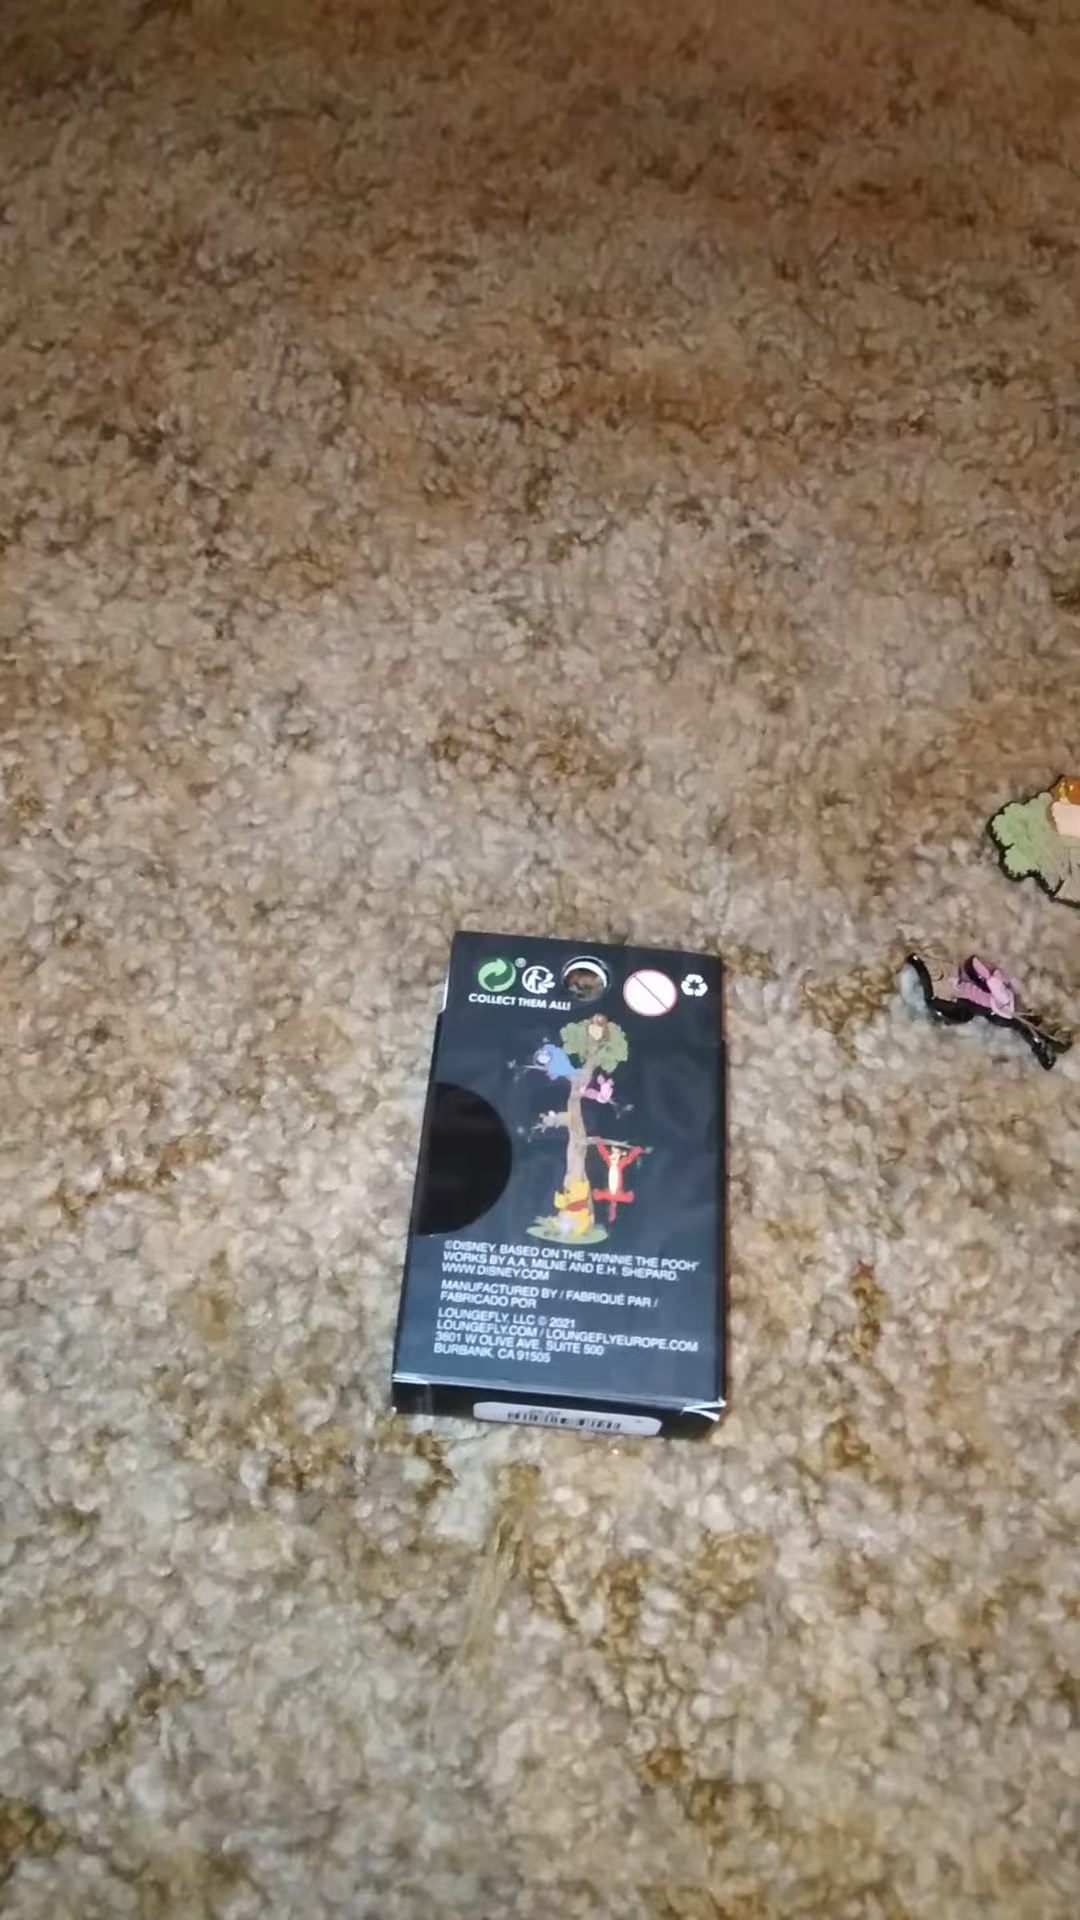 COLLECT THEM ALL!
©DISNEY. BASED ON THE "WINNIE THE POOH"
WORKS BY A.A. MILNE AND E.H. SHEPARD.
WWW.DISNEY.COM
MANUFACTURED BY / FABRIQUÉ PAR /
FABRICADO POR
LOUNGEFLY, LLC © 2021
LOUNGEFLY.COM / LOUNGEFLYEUROPE.COM
3601 W OLIVE AVE, SUITE 500
BURBANK, CA 91505